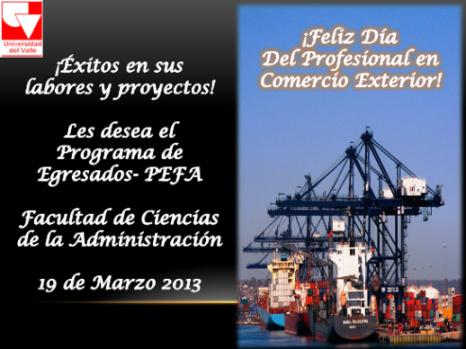 Universidad
del Valle
¡Éxitos en sus
labores y proyectos!
Les desea el
Programa de
Egresados- PEFA
Facultad de Ciencias
de la Administración
19 de Marzo 2013
¡Feliz Día
Del Profesional en
Comercio Exterior!